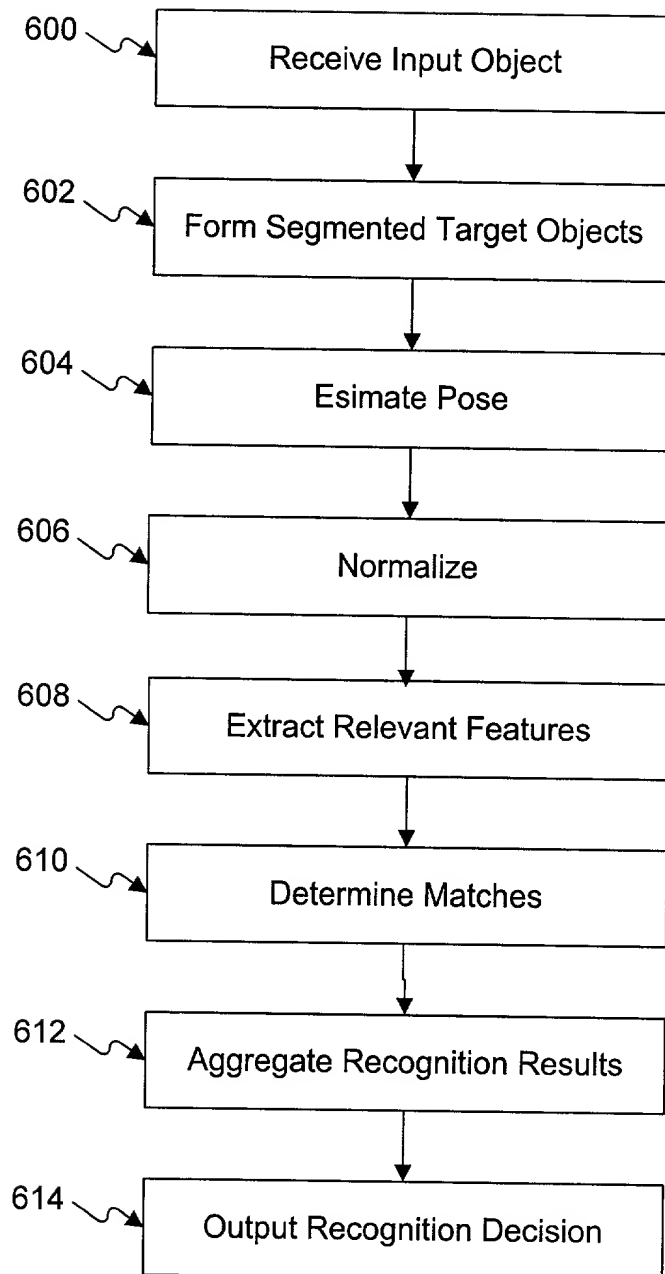 600
Receive Input Object
602
Form Segmented Target Objects
604
Esimate Pose
606
Normalize
608
Extract Relevant Features
610
Determine Matches
612
Aggregate Recognition Results
614
Output Recognition Decision